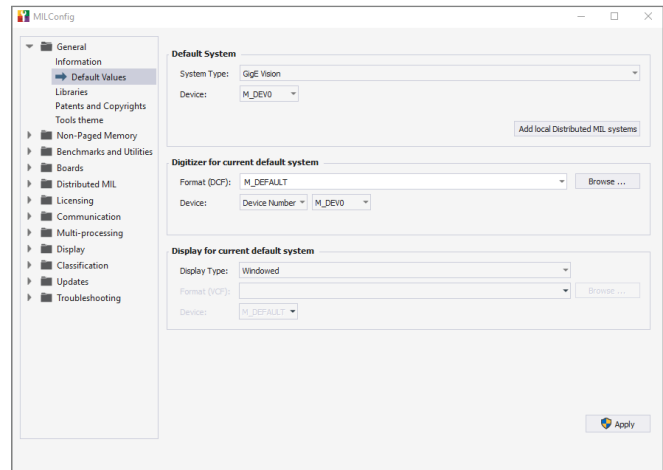 MILConfig
General
Information
Default Values
Libraries
Patents and Copyrights
Tools theme
Non-Paged Memory
Benchmarks and Utilities
Boards
Distributed MIL
Licensing
Communication
Multi-processing
Display
Classification
Updates
Troubleshooting
Default System
System Type: GigE Vision
Device: M_DEV0
Add local Distributed MIL systems
Digitizer for current default system
Format (DCF): M_DEFAULT Browse ...
Device: Device Number M_DEV0
Display for current default system
Display Type: Windowed
Format (VCF): Browse ...
Device: M_DEFAULT
Apply